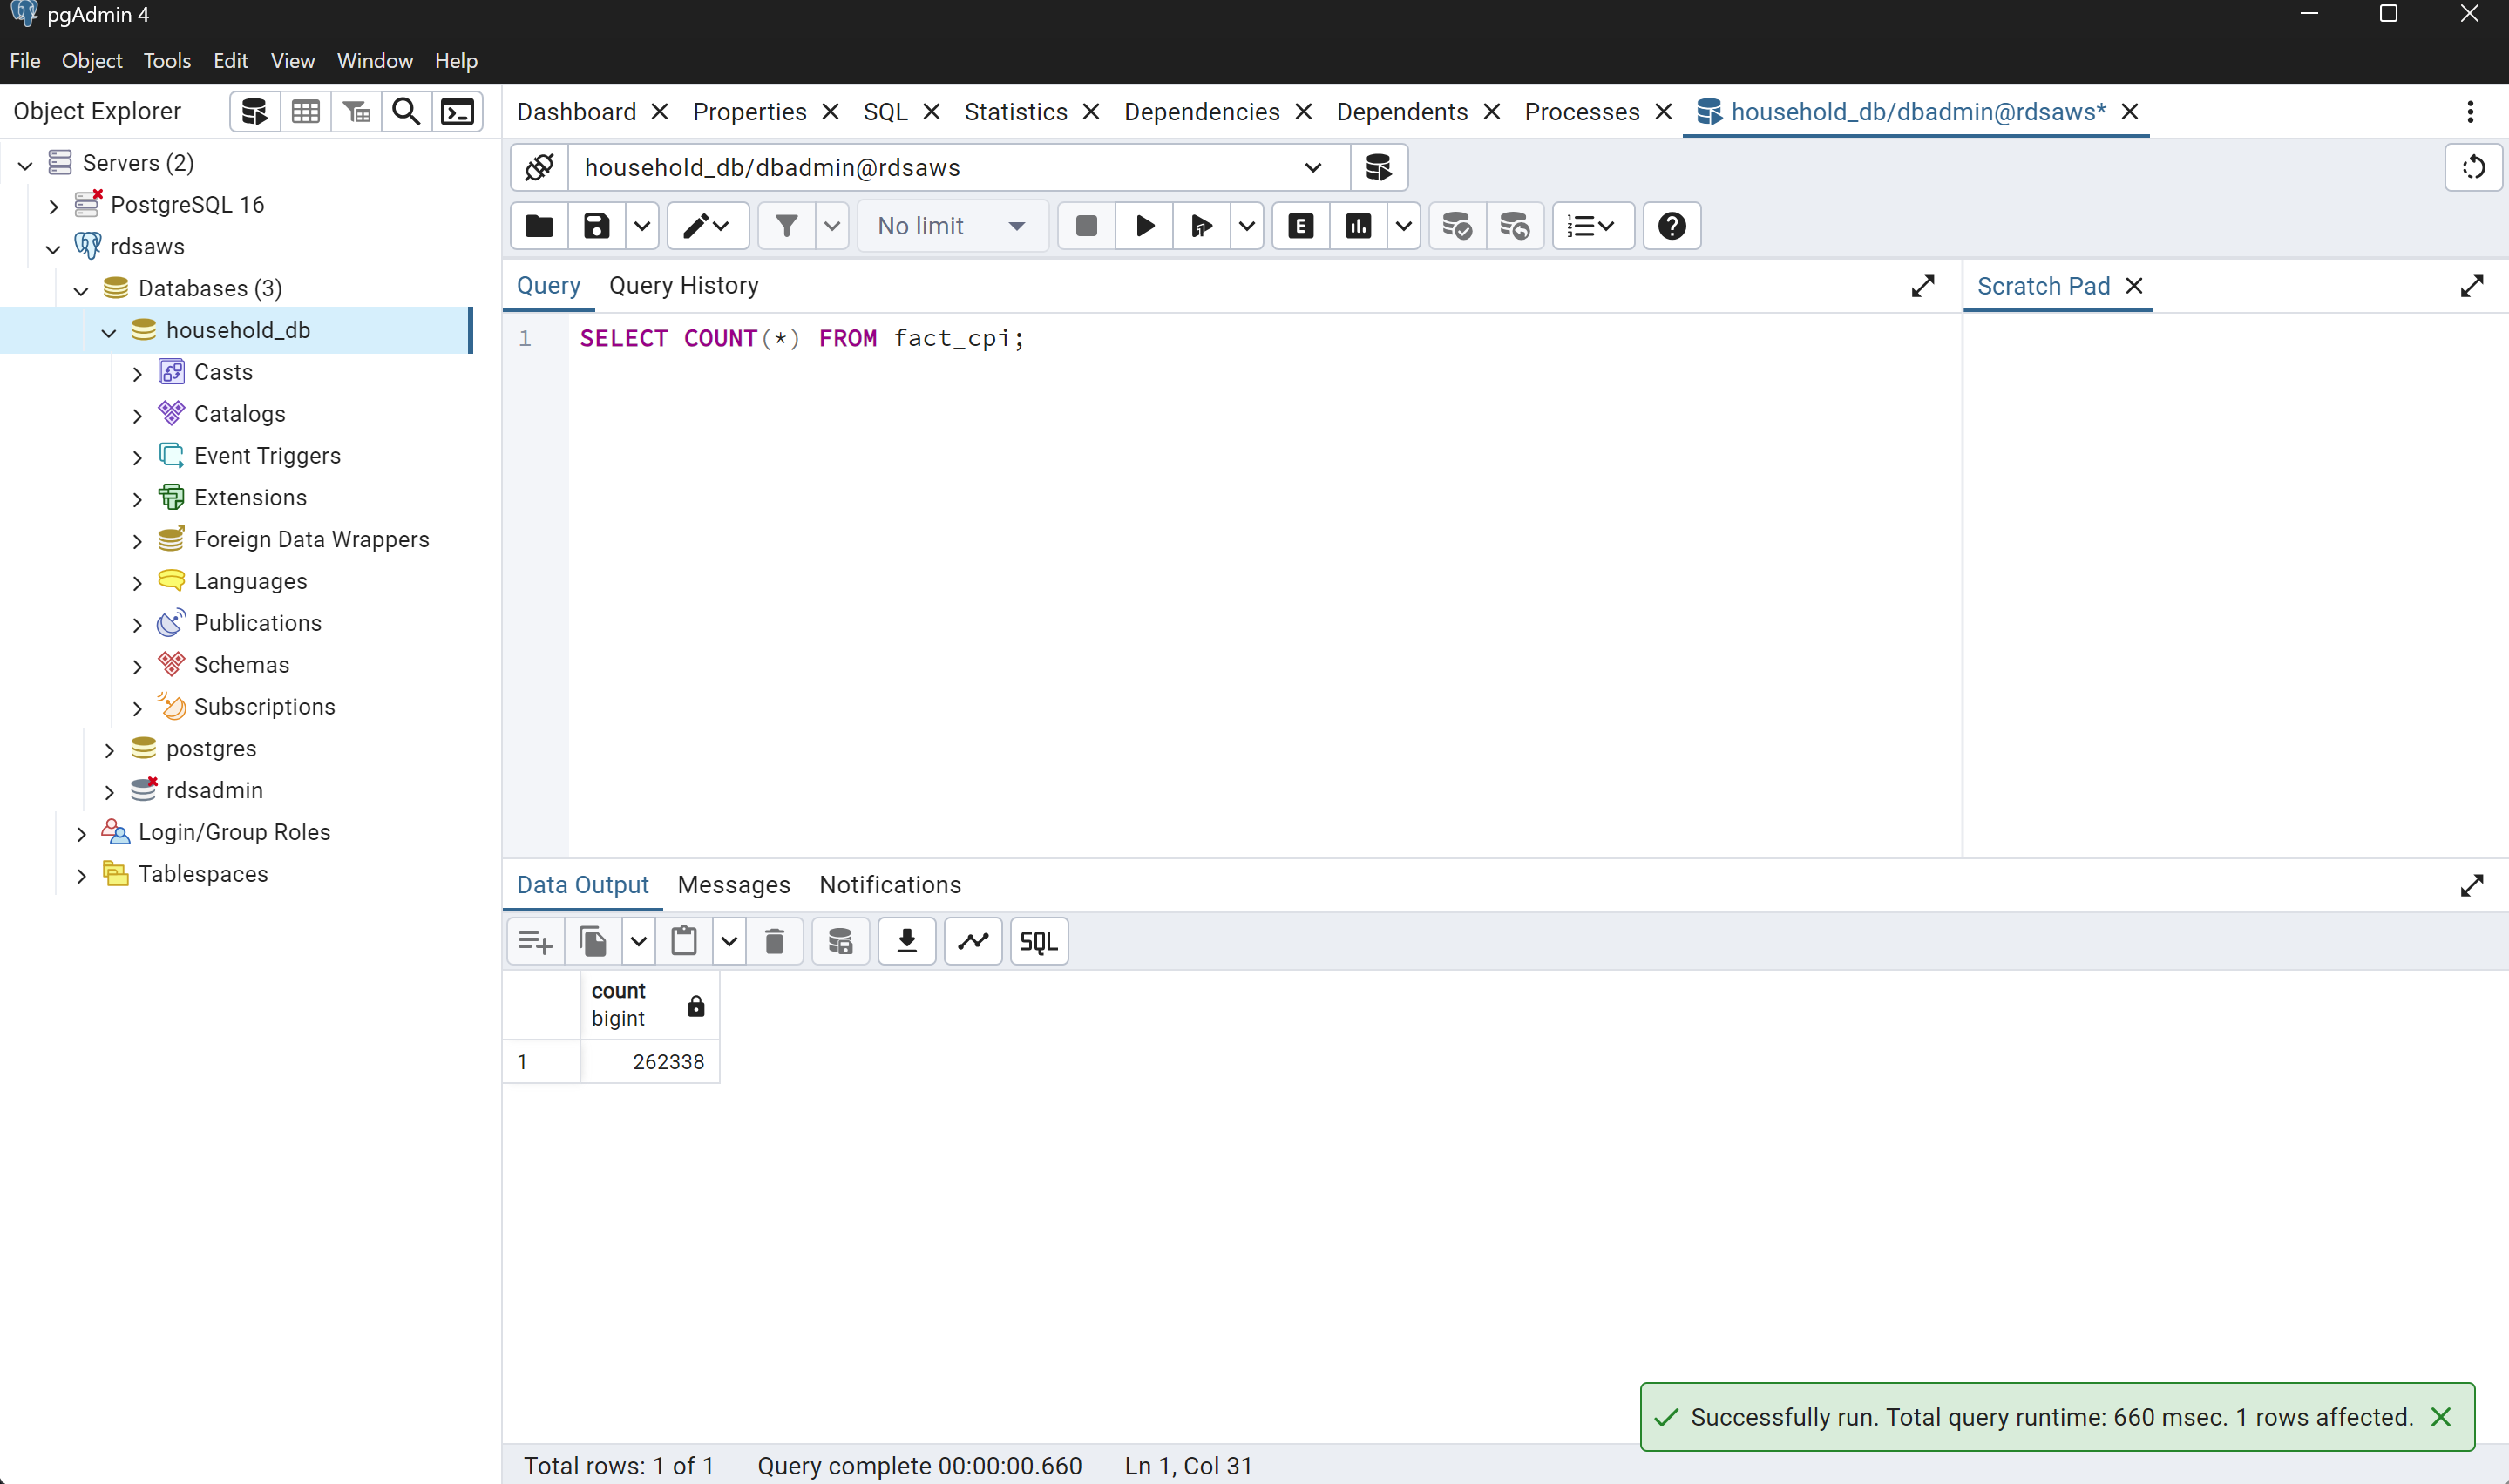 pgAdmin 4
File Object Tools Edit View Window Help
Object Explorer
Dashboard Properties SQL Statistics Dependencies Dependents Processes household_db/dbadmin@rdsaws*
Servers (2)
PostgreSQL 16
rdsaws
Databases (3)
household_db
Casts
Catalogs
Event Triggers
Extensions
Foreign Data Wrappers
Languages
Publications
Schemas
Subscriptions
postgres
rdsadmin
Login/Group Roles
Tablespaces
household_db/dbadmin@rdsaws
No limit
E
Query Query History
Scratch Pad
1 SELECT COUNT(*) FROM fact_cpi;
Data Output Messages Notifications
SQL
count
bigint
1 262338
Successfully run. Total query runtime: 660 msec. 1 rows affected.
Total rows: 1 of 1 Query complete 00:00:00.660 Ln 1, Col 31